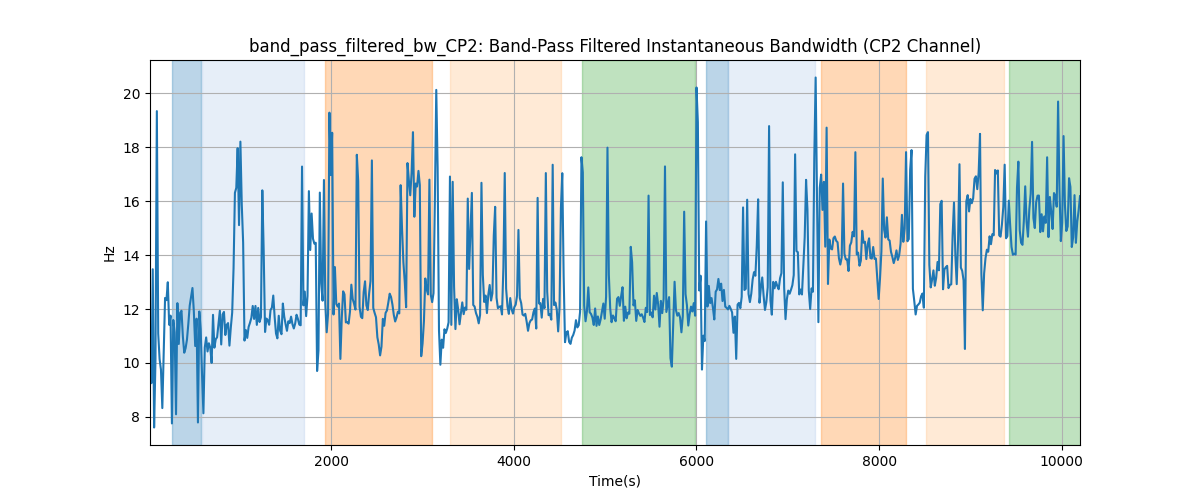 band_pass_filtered_bw_CP2: Band-Pass Filtered Instantaneous Bandwidth (CP2 Channel)
20
18
16
14
12
10
8
Hz
2000 4000 6000 8000 10000
Time(s)